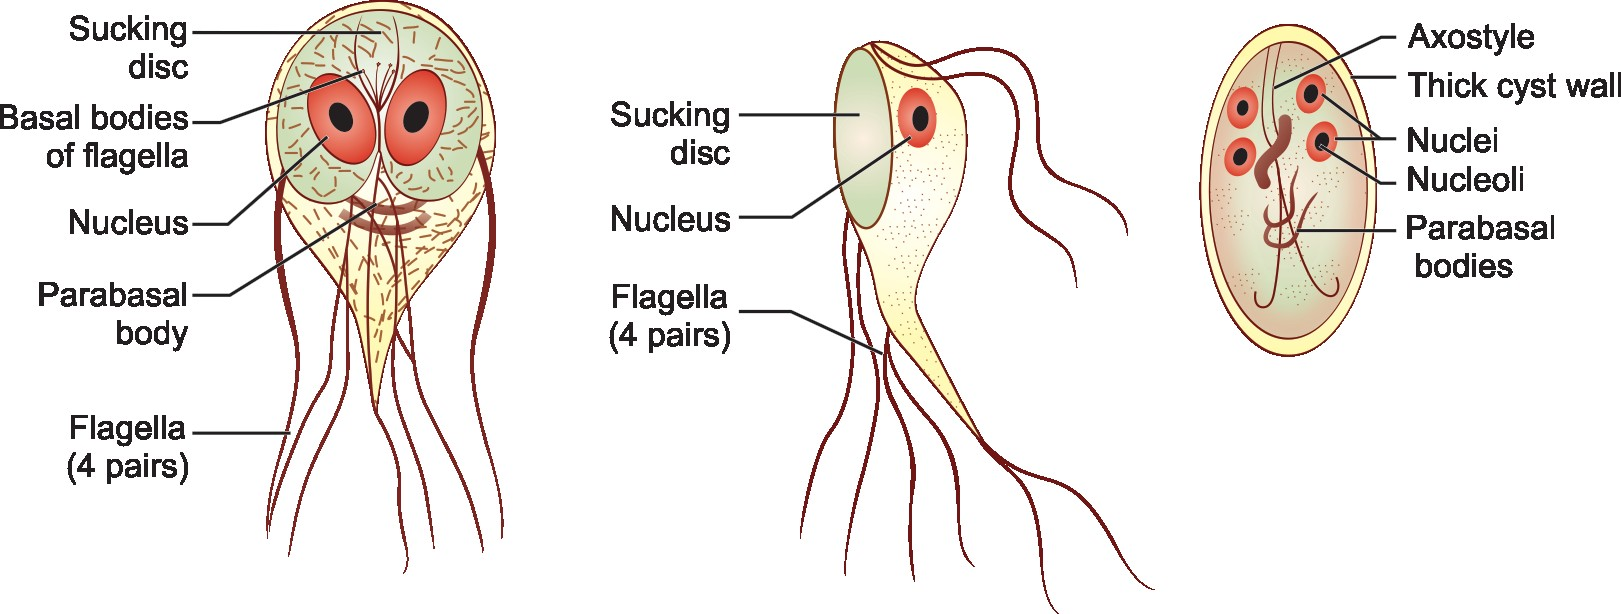 Sucking
disc
Basal bodies
of flagella
Nucleus
Parabasal
body
Flagella
(4 pairs)
Sucking
disc
Nucleus
Flagella
(4 pairs)
Axostyle
Thick cyst wall
Nuclei
Nucleoli
Parabasal
bodies